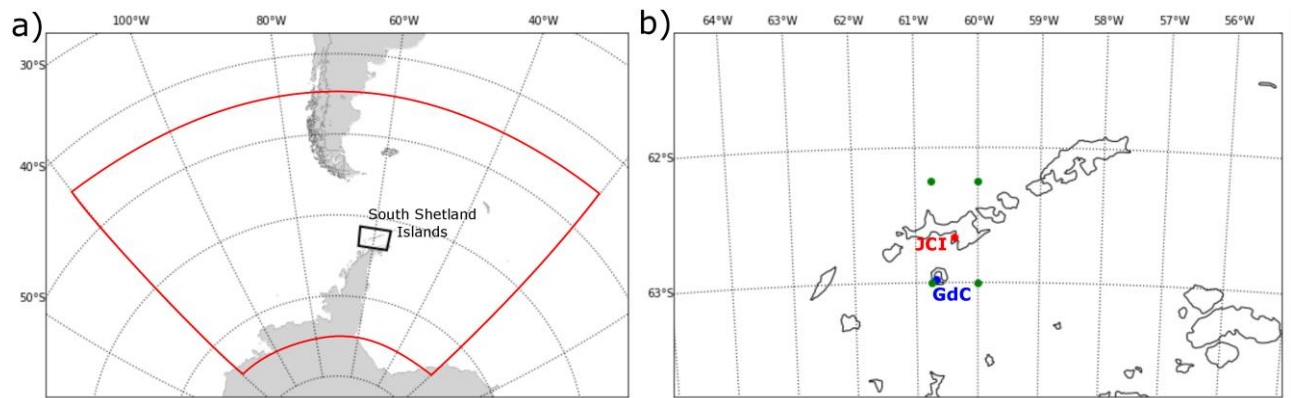 a)
100°W 80°W 60°W 40°W
30°S
40°S
50°S
South Shetland
Islands
b)
64°W 63°W 62°W 61°W 60°W 59°W 58°W 57°W 56°W
62°S
63°S
JCI
GdC